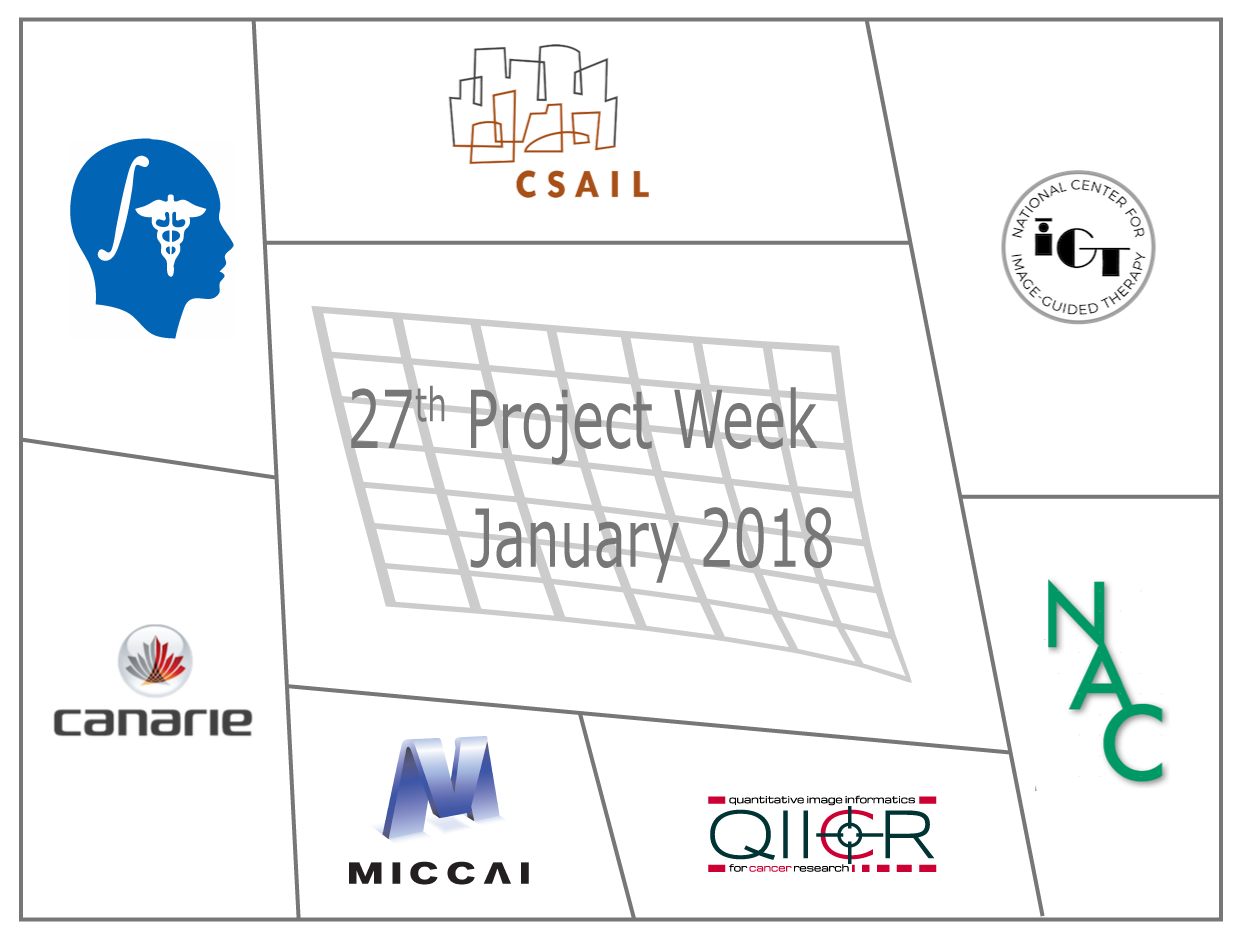 CSAIL
NATIONAL CENTER FOR
iGT
IMAGE-GUIDED THERAPY
27th Project Week
January 2018
canarie
NAC
MICCAI
quantitative image informatics
QIICR
for cancer research